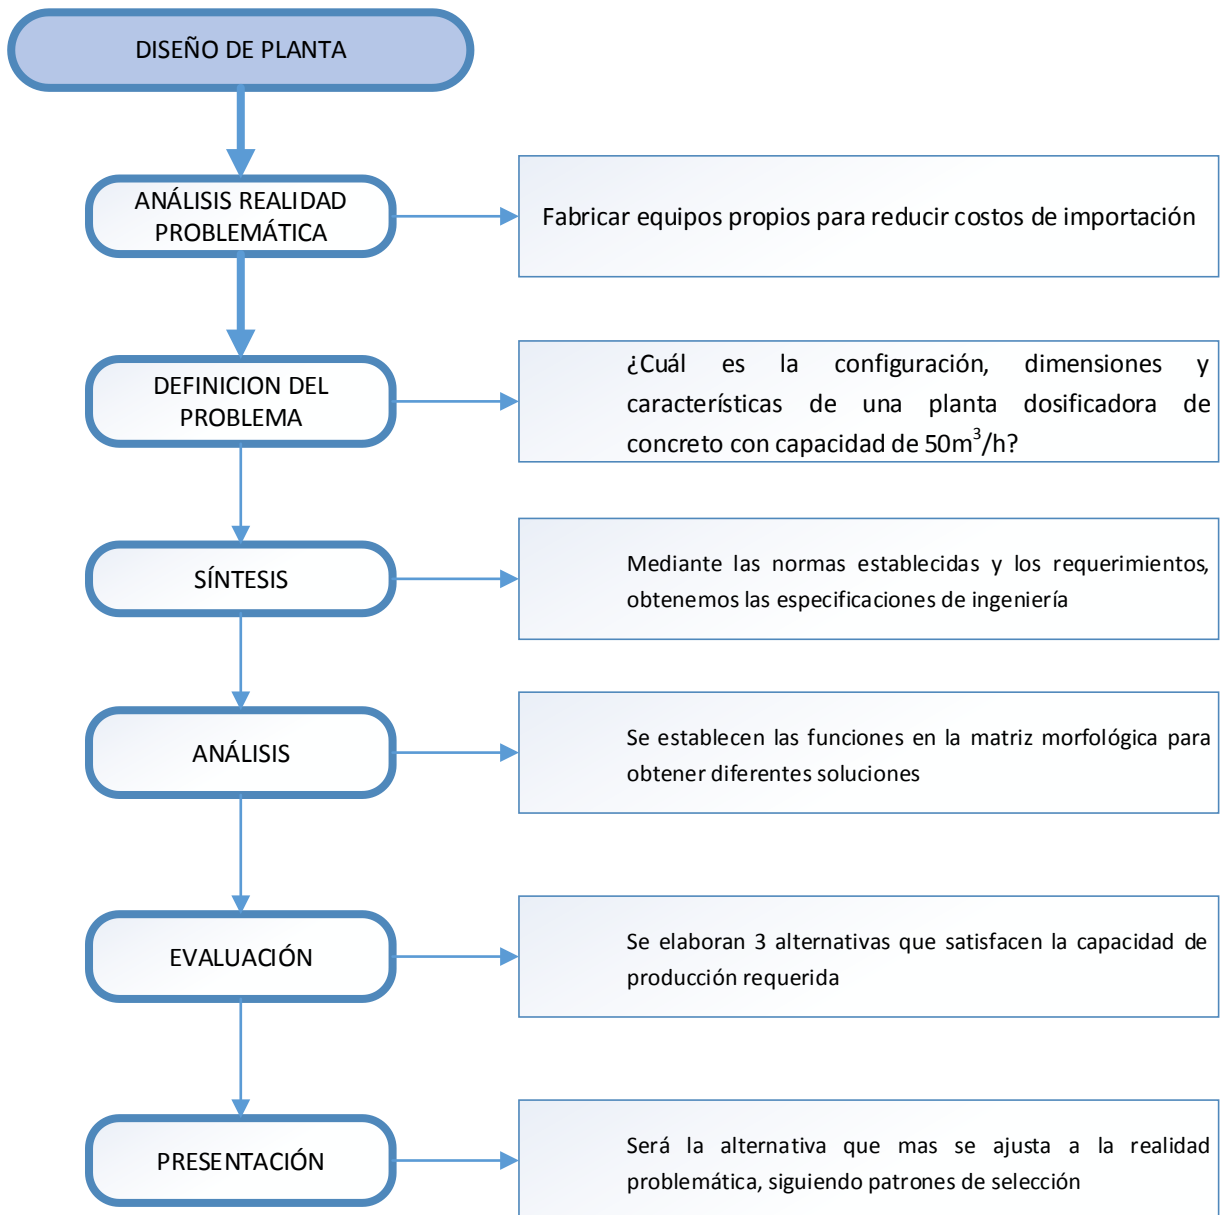 DISEÑO DE PLANTA
ANÁLISIS REALIDAD
PROBLEMÁTICA
Fabricar equipos propios para reducir costos de importación
DEFINICION DEL
PROBLEMA
¿Cuál es la configuración, dimensiones y
características de una planta dosificadora de
concreto con capacidad de 50m³/h?
SÍNTESIS
Mediante las normas establecidas y los requerimientos,
obtenemos las especificaciones de ingeniería
ANÁLISIS
Se establecen las funciones en la matriz morfológica para
obtener diferentes soluciones
EVALUACIÓN
Se elaboran 3 alternativas que satisfacen la capacidad de
producción requerida
PRESENTACIÓN
Será la alternativa que mas se ajusta a la realidad
problemática, siguiendo patrones de selección